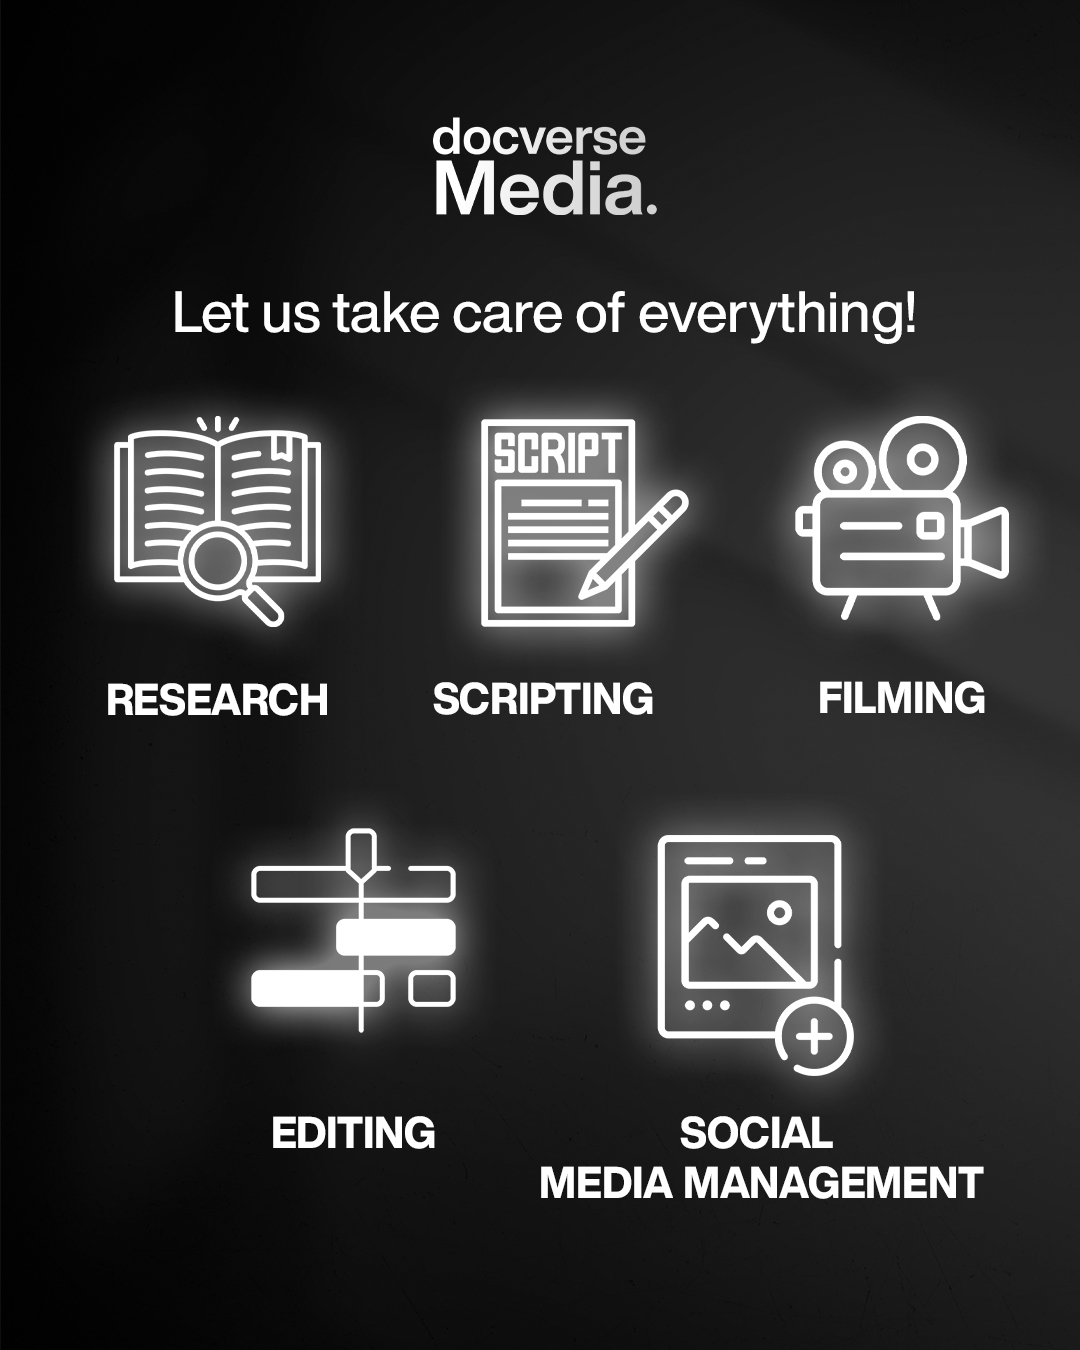 docverse
Media.
Let us take care of everything!
SCRIPT
RESEARCH
SCRIPTING
FILMING
EDITING
SOCIAL
MEDIA MANAGEMENT